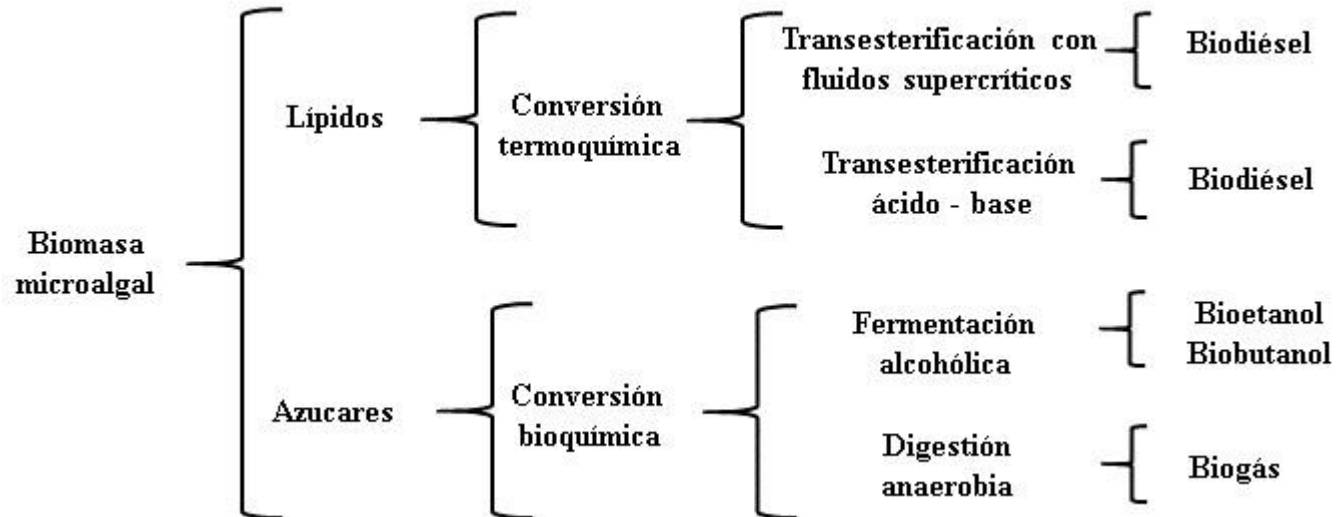 Biomasa
microalgal
Lípidos
Conversión
termoquímica
Transesterificación con
fluidos supercríticos
Biodiésel
Transesterificación
ácido - base
Biodiésel
Azucares
Conversión
bioquímica
Fermentación
alcohólica
Bioetanol
Biobutanol
Digestión
anaerobia
Biogás